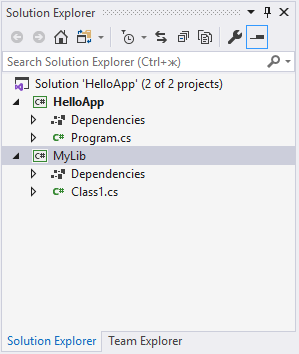 Solution Explorer
Search Solution Explorer (Ctrl+ж)
Solution 'HelloApp' (2 of 2 projects)
C# HelloApp
Dependencies
C# Program.cs
C# MyLib
Dependencies
C# Class1.cs
Solution Explorer Team Explorer